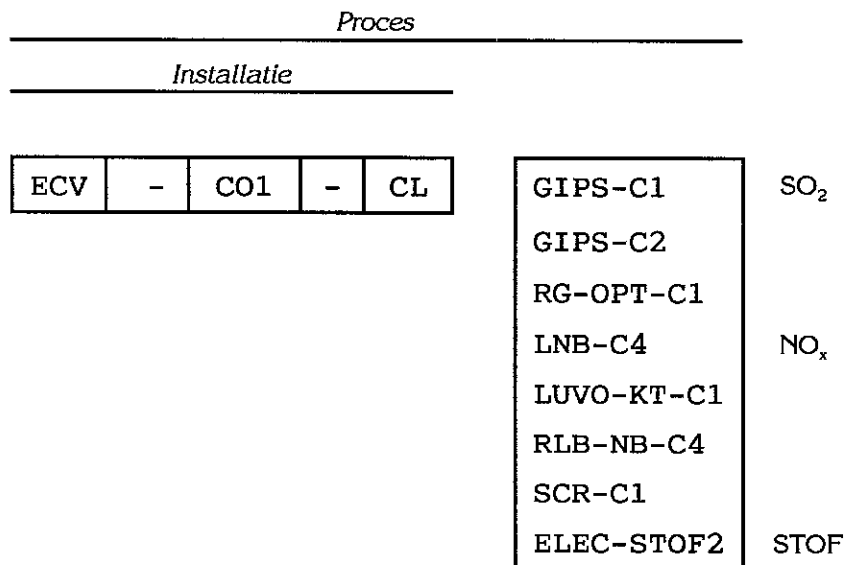 Proces
Installatie
ECV - CO1 - CL
GIPS-C1 SO₂
GIPS-C2
RG-OPT-C1
LNB-C4 NOₓ
LUVO-KT-C1
RLB-NB-C4
SCR-C1
ELEC-STOF2 STOF